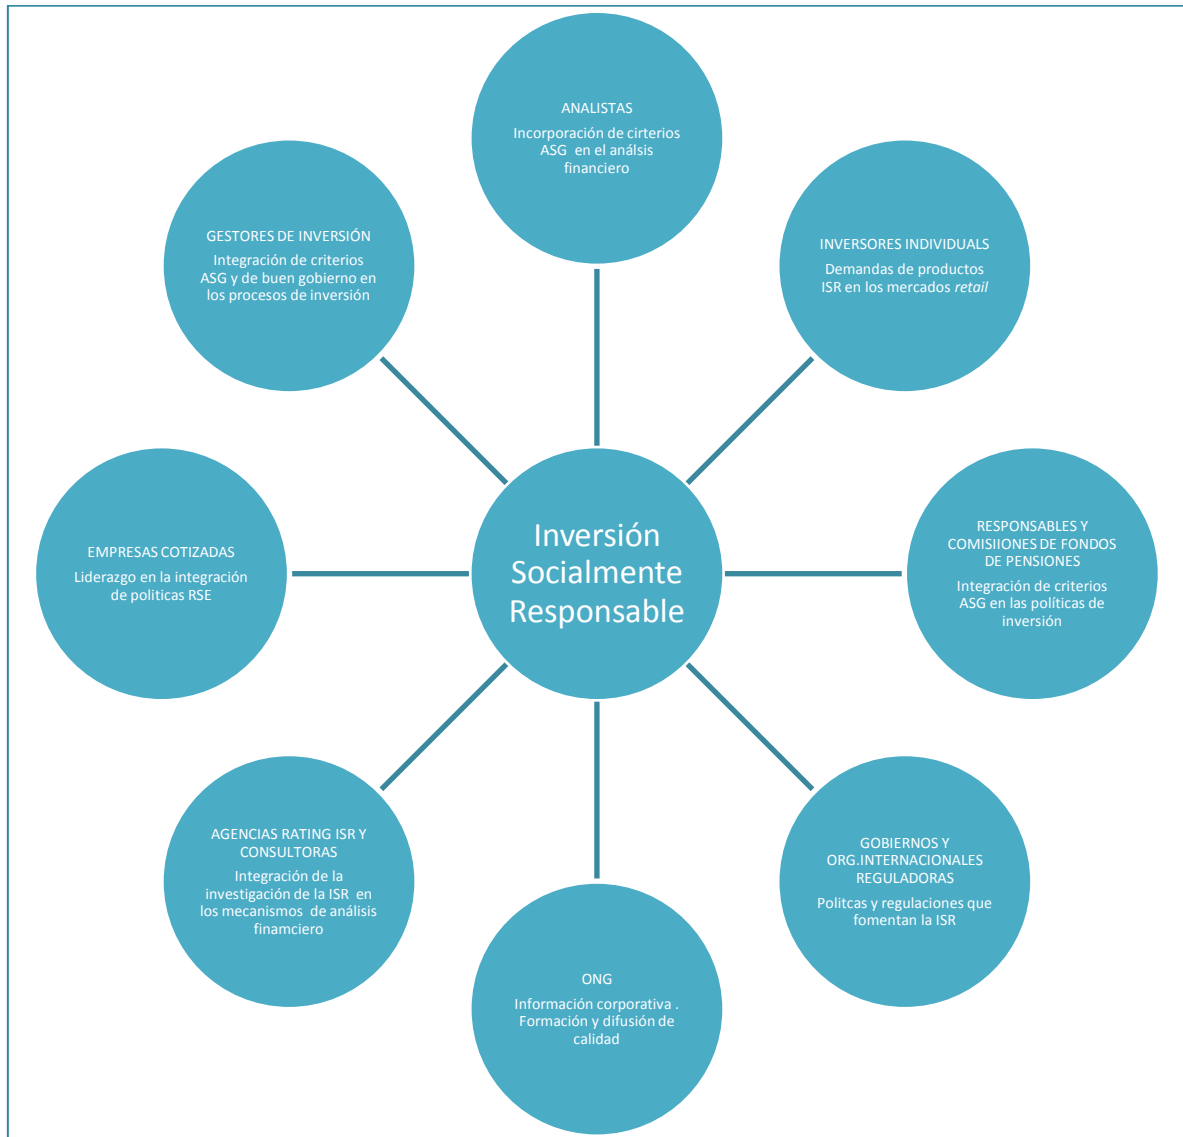 ANALISTAS
Incorporación de cirterios
ASG en el análsis
financiero
GESTORES DE INVERSIÓN
Integración de criterios
ASG y de buen gobierno en
los procesos de inversión
INVERSORES INDIVIDUALS
Demandas de productos
ISR en los mercados retail
EMPRESAS COTIZADAS
Liderazgo en la integración
de politicas RSE
Inversión
Socialmente
Responsable
RESPONSABLES Y
COMISIIONES DE FONDOS
DE PENSIONES
Integración de criterios
ASG en las políticas de
inversión
AGENCIAS RATING ISR Y
CONSULTORAS
Integración de la
investigación de la ISR en
los mecanismos de análisis
finamciero
GOBIERNOS Y
ORG.INTERNACIONALES
REGULADORAS
Politcas y regulaciones que
fomentan la ISR
ONG
Información corporativa .
Formación y difusión de
calidad